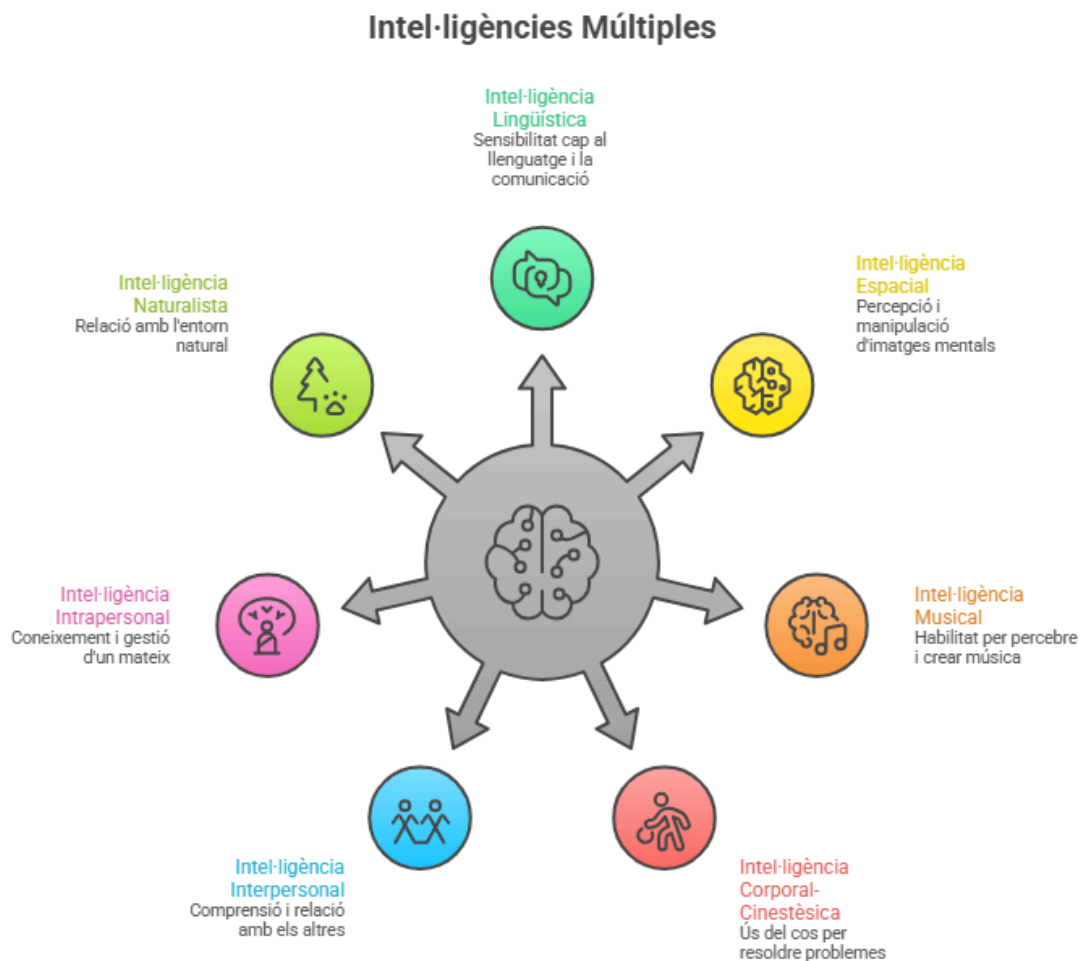 Intel·ligències Múltiples
Intel·ligència
Lingüística
Sensibilitat cap al
llenguatge i la
comunicació
Intel·ligència
Espacial
Percepció i
manipulació
d'imatges mentals
Intel·ligència
Musical
Habilitat per percebre
i crear música
Intel·ligència
Corporal-
Cinestèsica
Ús del cos per
resoldre problemes
Intel·ligència
Interpersonal
Comprensió i relació
amb els altres
Intel·ligència
Intrapersonal
Coneixement i gestió
d'un mateix
Intel·ligència
Naturalista
Relació amb l'entorn
natural